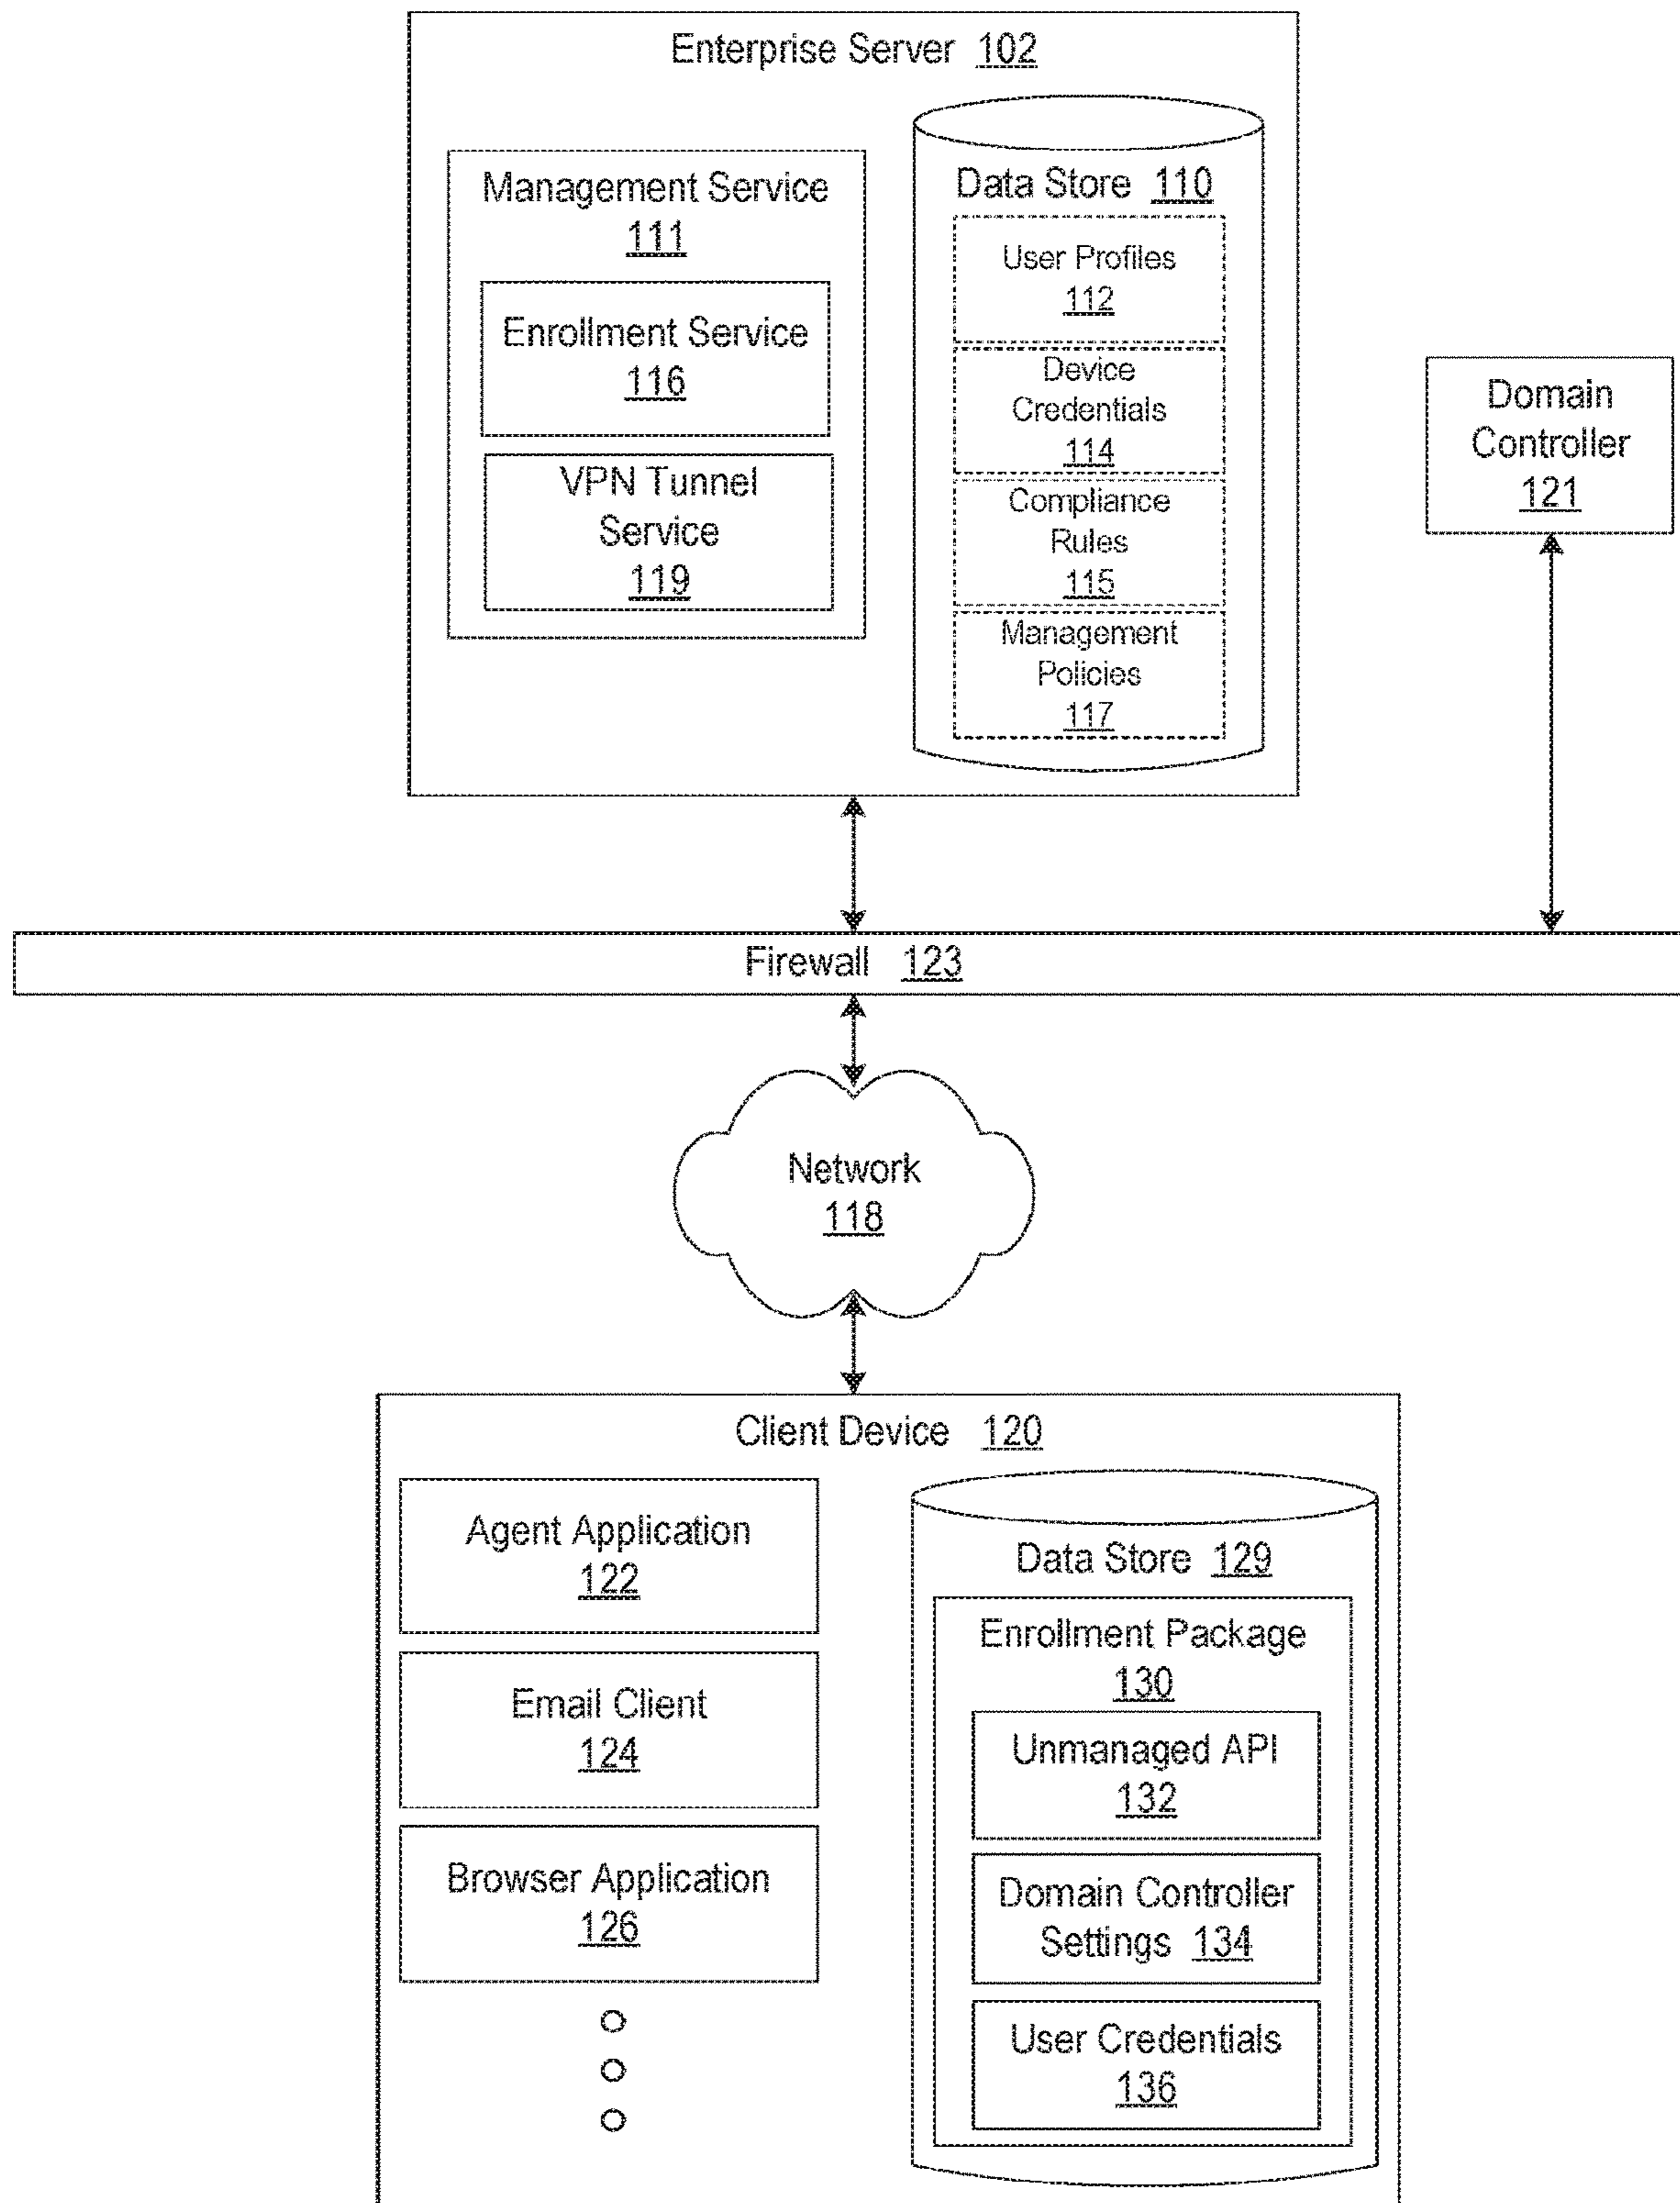 Enterprise Server 102
Management Service
111
Enrollment Service
116
VPN Tunnel
Service
119
Data Store 110
User Profiles
112
Device
Credentials
114
Compliance
Rules
115
Management
Policies
117
Domain
Controller
121
Firewall 123
Network
118
Client Device 120
Agent Application
122
Email Client
124
Browser Application
126
Data Store 129
Enrollment Package
130
Unmanaged API
132
Domain Controller
Settings 134
User Credentials
136